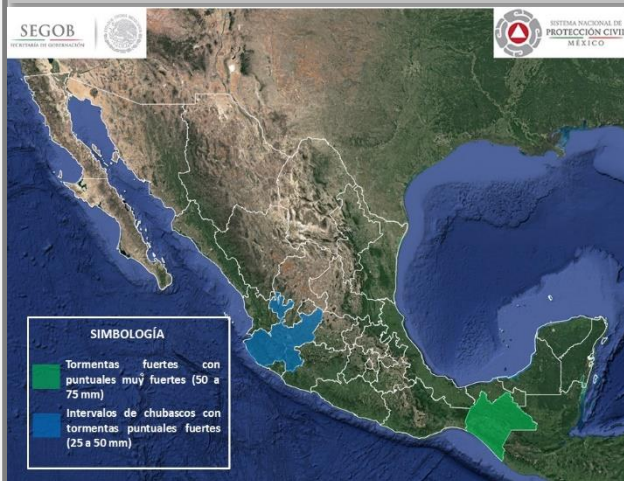 SEGOB
SECRETARÍA DE GOBERNACIÓN
SISTEMA NACIONAL DE
PROTECCIÓN CIVIL
MÉXICO
SIMBOLOGÍA
Tormentas fuertes con
puntuales muy fuertes (50 a
75 mm)
Intervalos de chubascos con
tormentas puntuales fuertes
(25 a 50 mm)